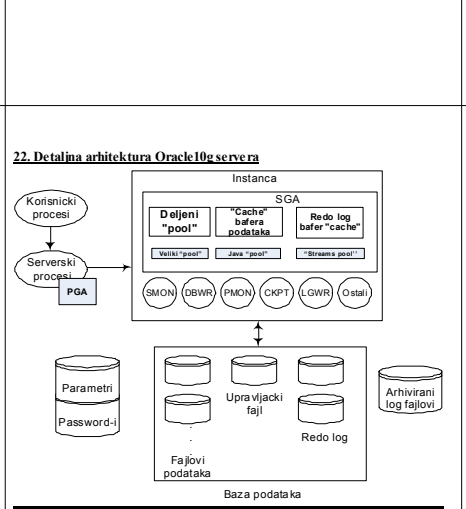 22. Detaljna arhitektura Oracle10g servera
Instanca
Korisnicki
procesi
SGA
Deljeni
"pool"
"Cache"
bafera
podataka
Redo log
bafer "cache"
Veliki "pool"
Java "pool"
"Streams pool''
Serverski
procesi
PGA
SMON
DBWR
PMON
CKPT
LGWR
Ostali
Parametri
Password-i
Upravljacki
fajl
.
.
.
Fajlovi
podataka
Redo log
Arhivirani
log fajlovi
Baza podataka